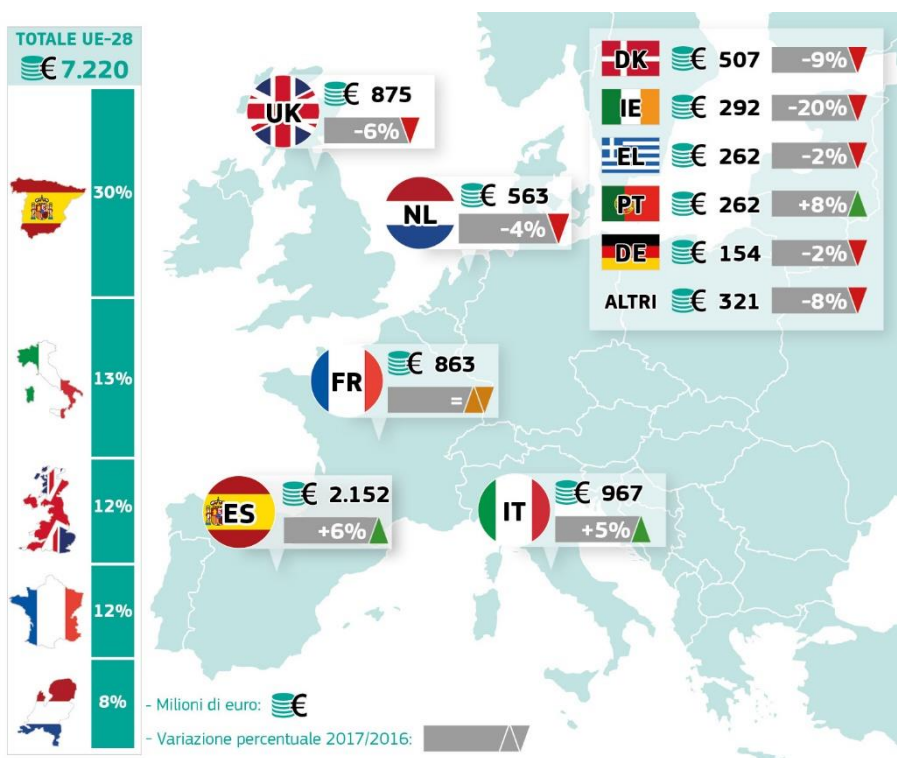 TOTALE UE-28
€ 7.220
30%
13%
12%
12%
8%
UK
€ 875
-6%
NL
€ 563
-4%
FR
€ 863
=
ES
€ 2.152
+6%
IT
€ 967
+5%
DK € 507 -9%
IE € 292 -20%
EL € 262 -2%
PT € 262 +8%
DE € 154 -2%
ALTRI € 321 -8%
- Milioni di euro: €
- Variazione percentuale 2017/2016: